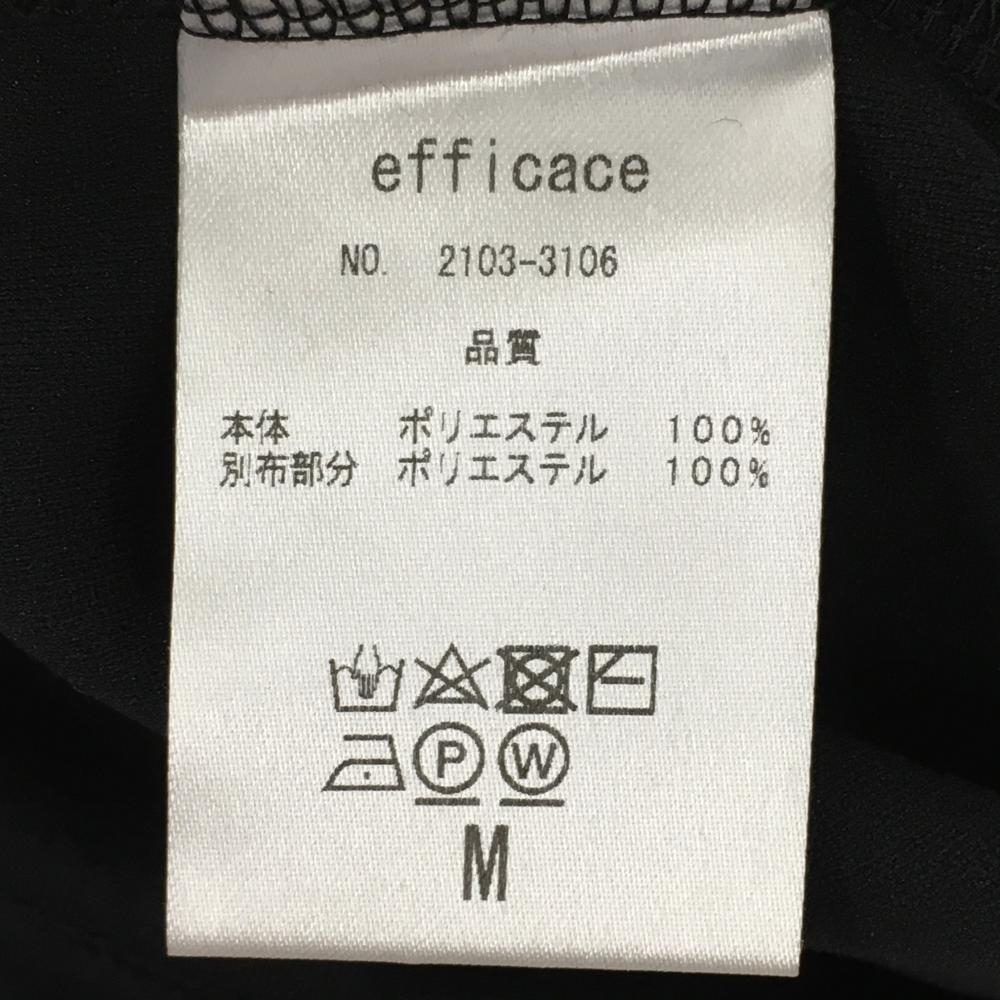 efficace
NO. 2103-3106
品質
本体 ポリエステル 100%
別布部分 ポリエステル 100%
P W
M